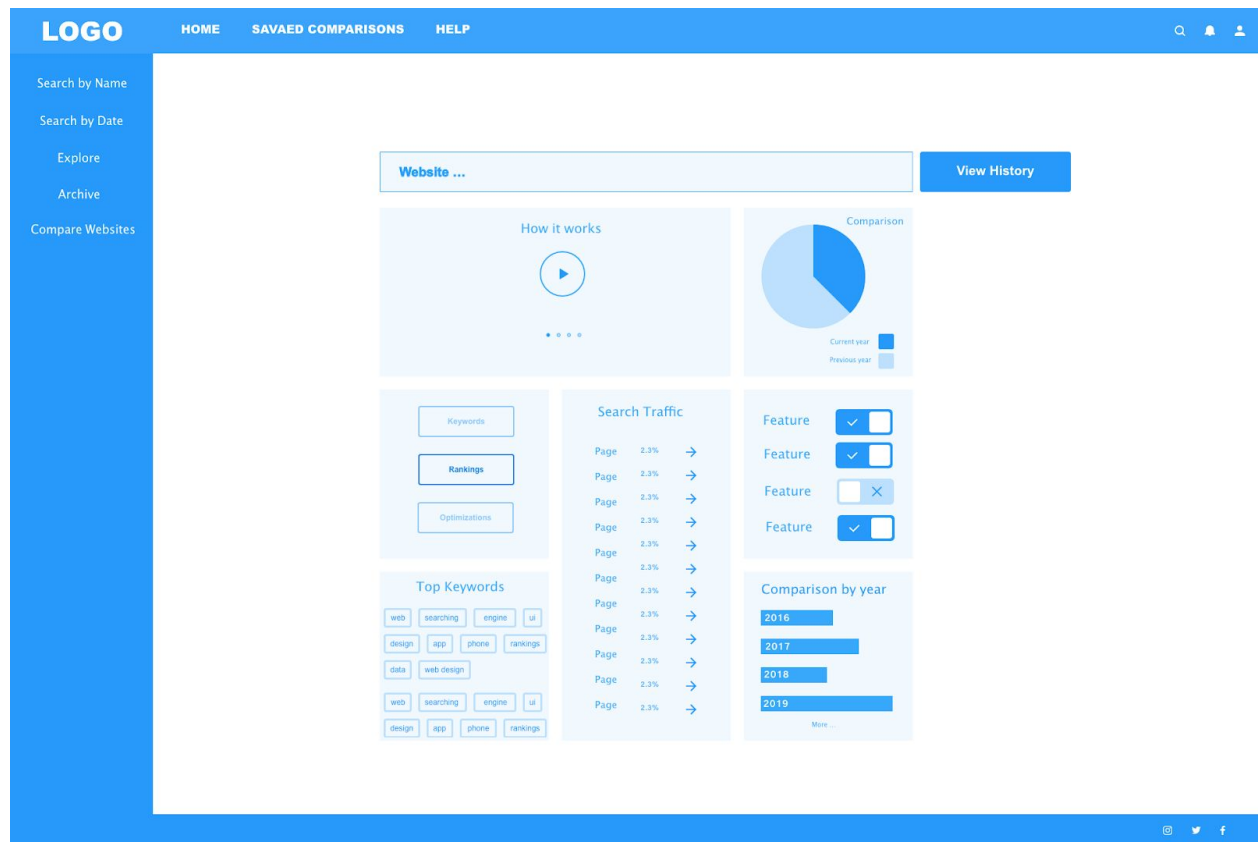 LOGO
HOME SAVAED COMPARISONS HELP
Search by Name
Search by Date
Explore
Archive
Compare Websites
Website ...
View History
How it works
Comparison
Current year
Previous year
Keywords
Rankings
Optimizations
Search Traffic
Page 2.3%
Page 2.3%
Page 2.3%
Page 2.3%
Page 2.3%
Page 2.3%
Page 2.3%
Page 2.3%
Page 2.3%
Page 2.3%
Page 2.3%
2.3%
Feature
Feature
Feature
Feature
Top Keywords
web searching engine ui
design app phone rankings
data web design
web searching engine ui
design app phone rankings
Comparison by year
2016
2017
2018
2019
More ...